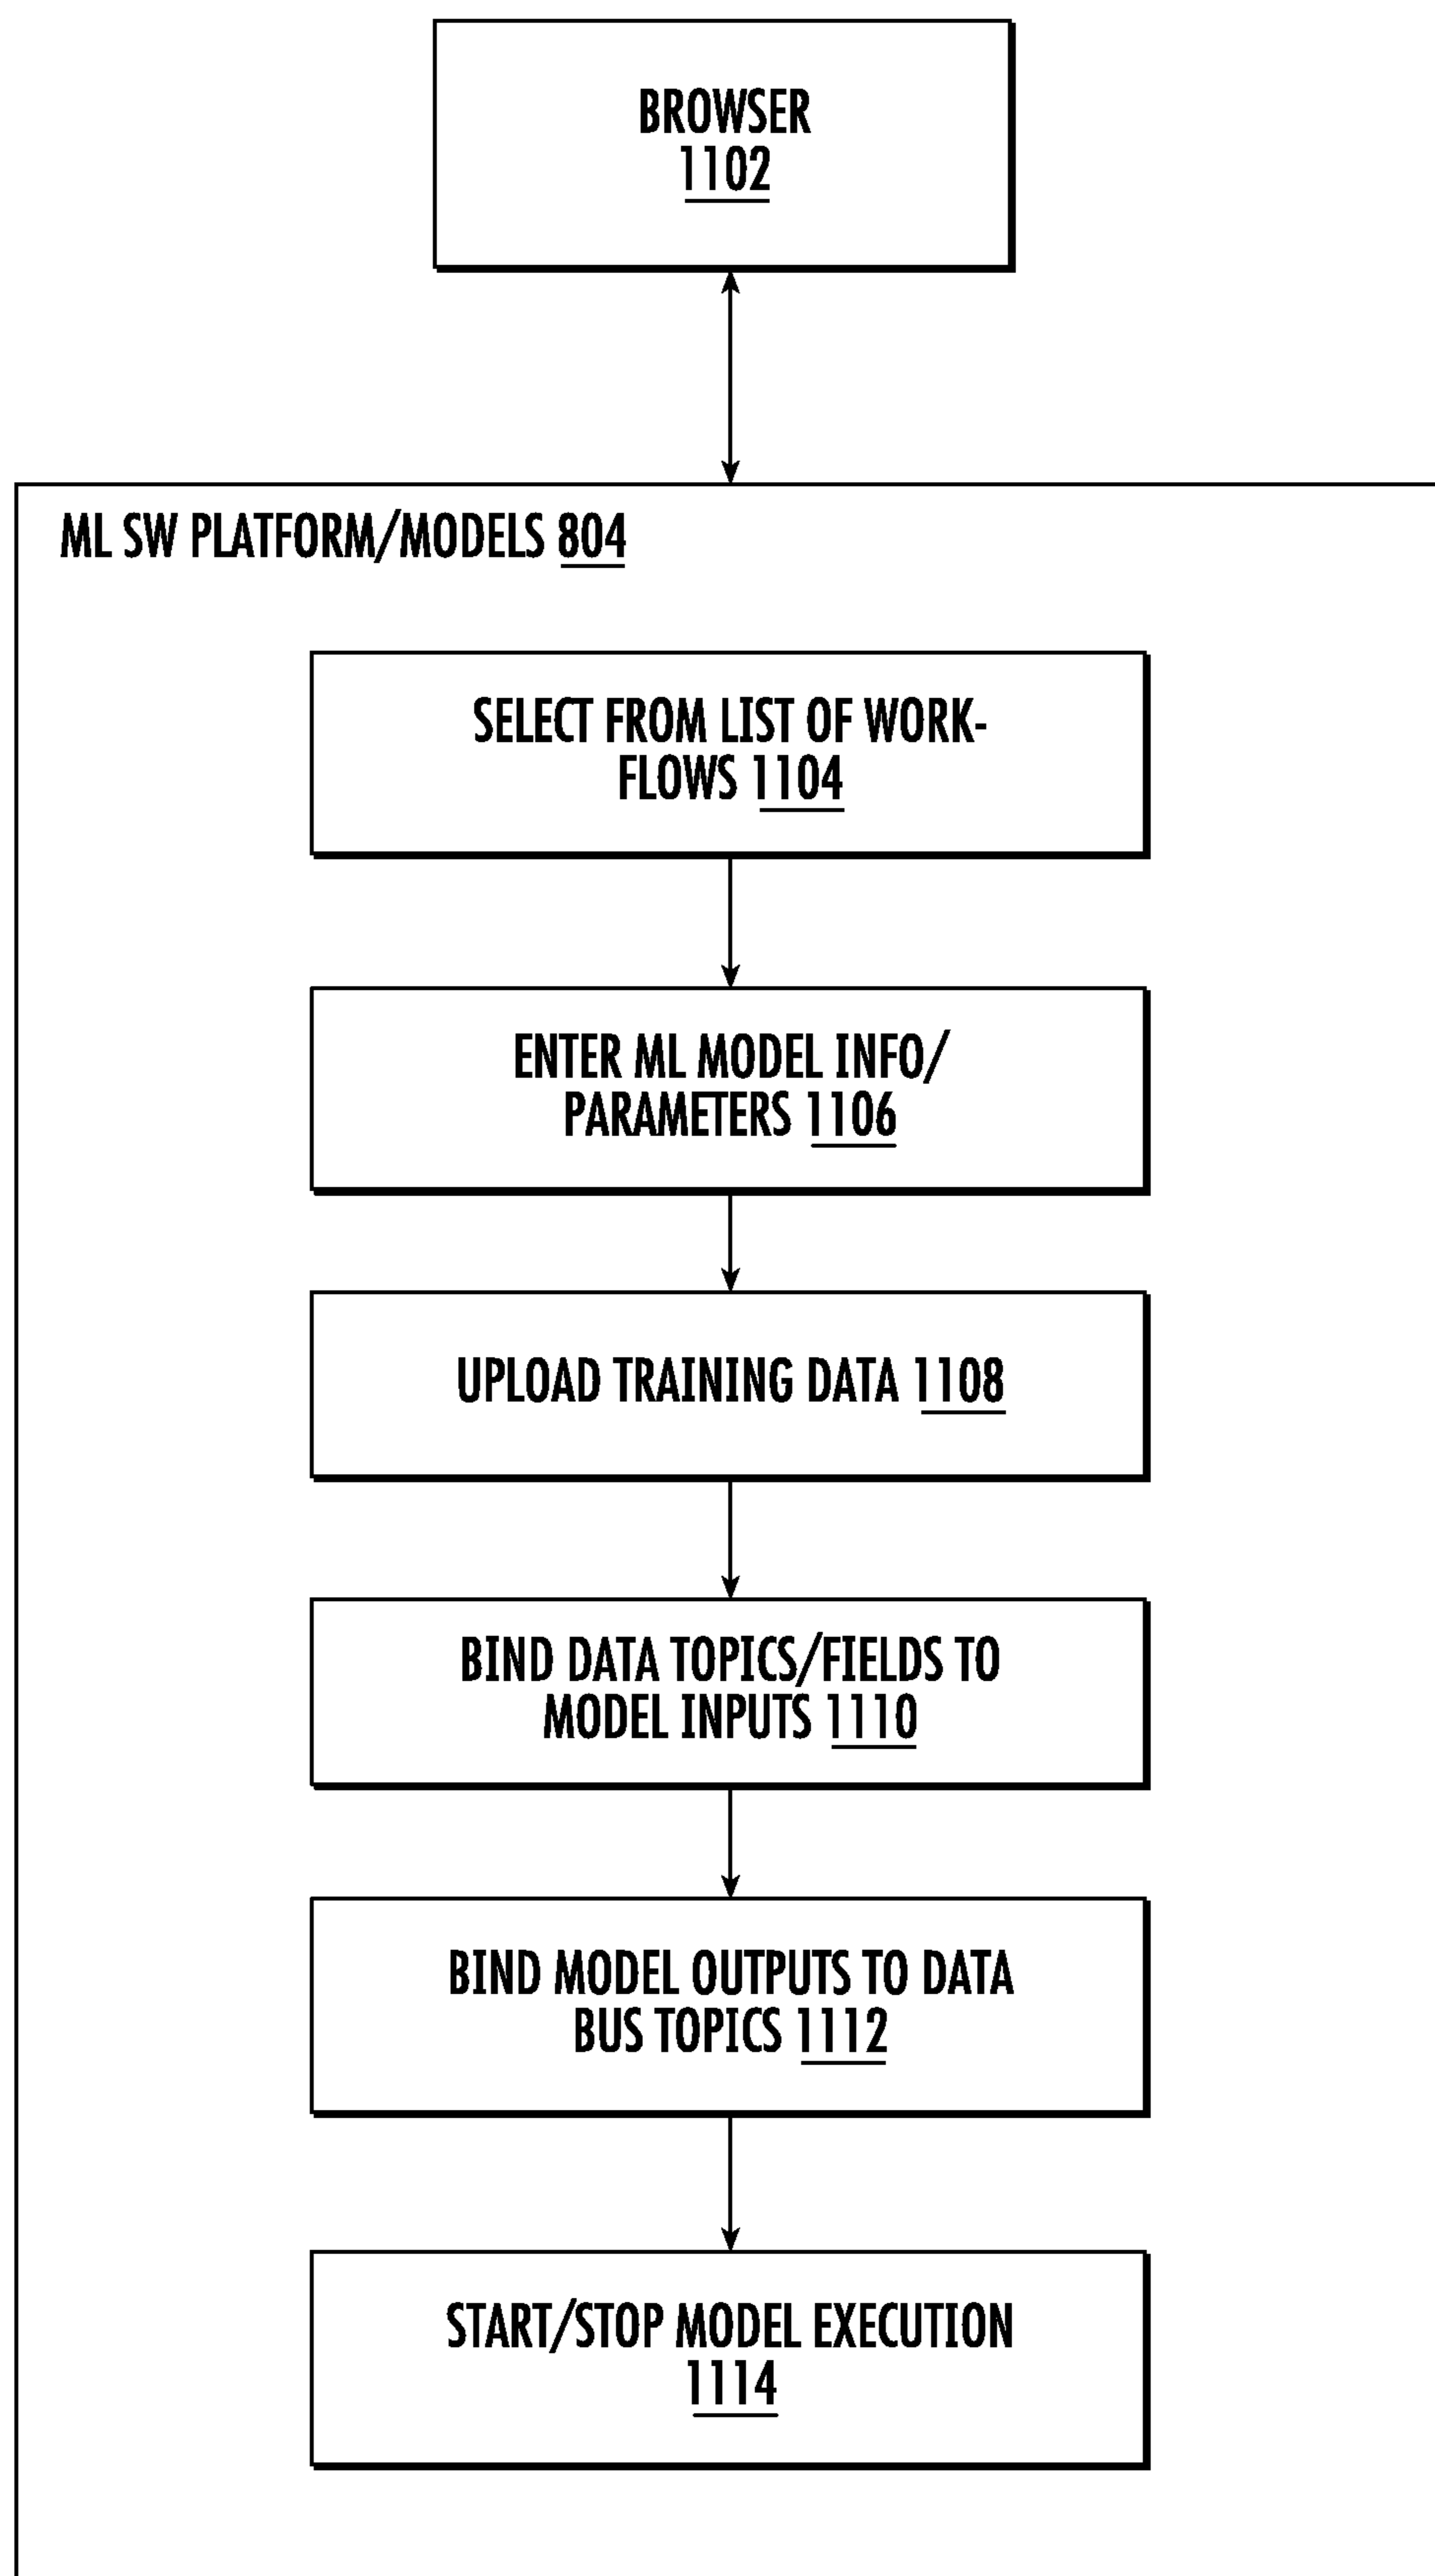 BROWSER
1102
ML SW PLATFORM/MODELS 804
SELECT FROM LIST OF WORK-
FLOWS 1104
ENTER ML MODEL INFO/
PARAMETERS 1106
UPLOAD TRAINING DATA 1108
BIND DATA TOPICS/FIELDS TO
MODEL INPUTS 1110
BIND MODEL OUTPUTS TO DATA
BUS TOPICS 1112
START/STOP MODEL EXECUTION
1114